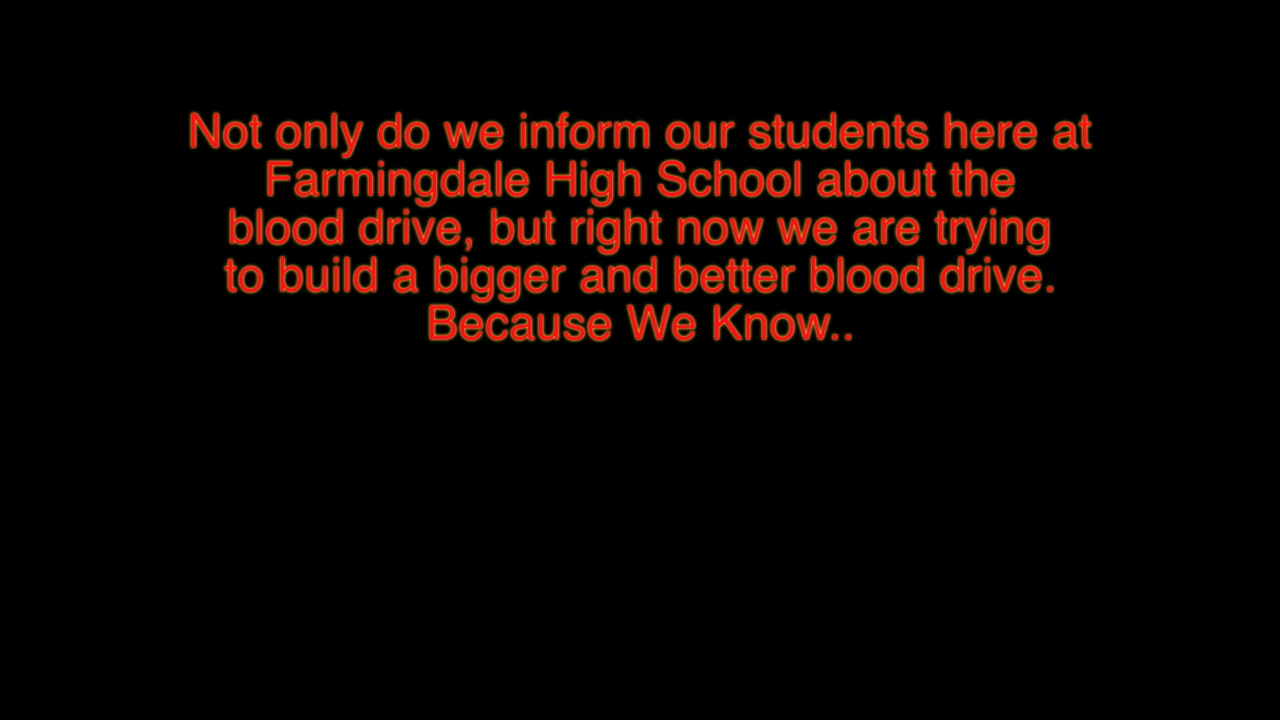 Not only do we inform our students here at
Farmingdale High School about the
blood drive, but right now we are trying
to build a bigger and better blood drive.
Because We Know..